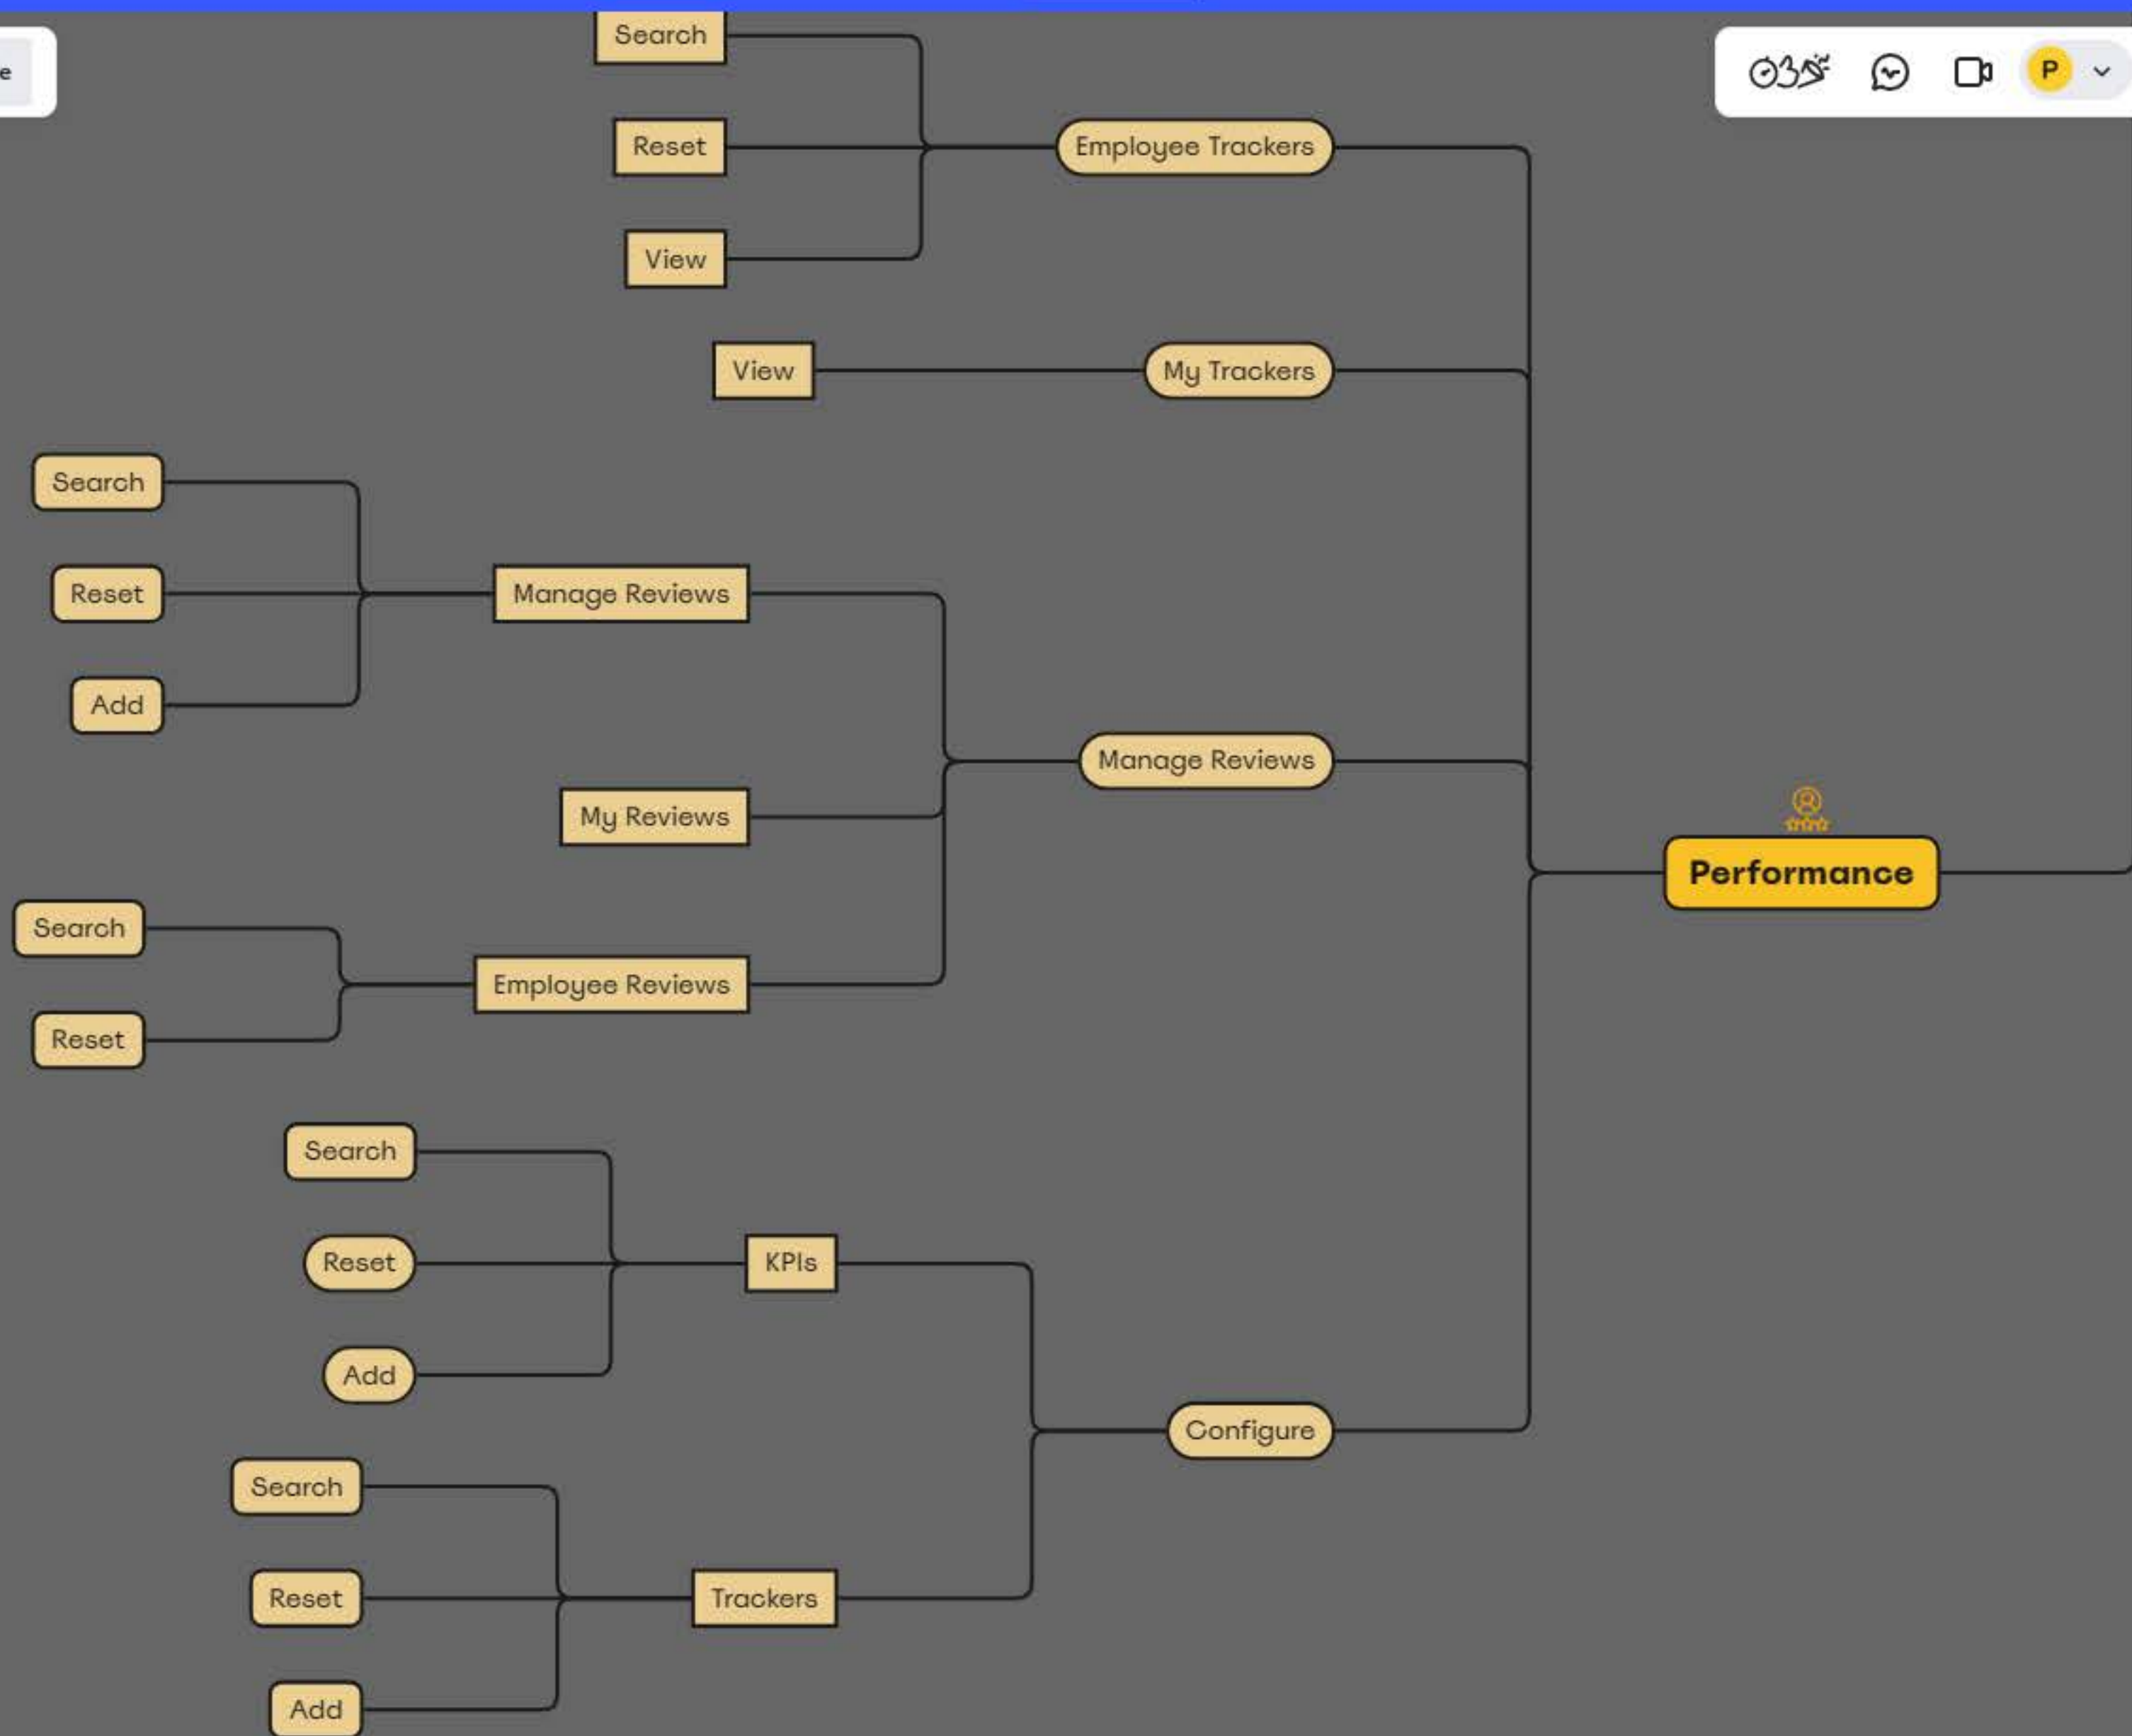 Search
e
Reset
Employee Trackers
View
View
My Trackers
Search
Reset
Manage Reviews
Add
Manage Reviews
My Reviews
Performance
Search
Employee Reviews
Reset
Search
Reset
KPIs
Add
Configure
Search
Reset
Trackers
Add
P